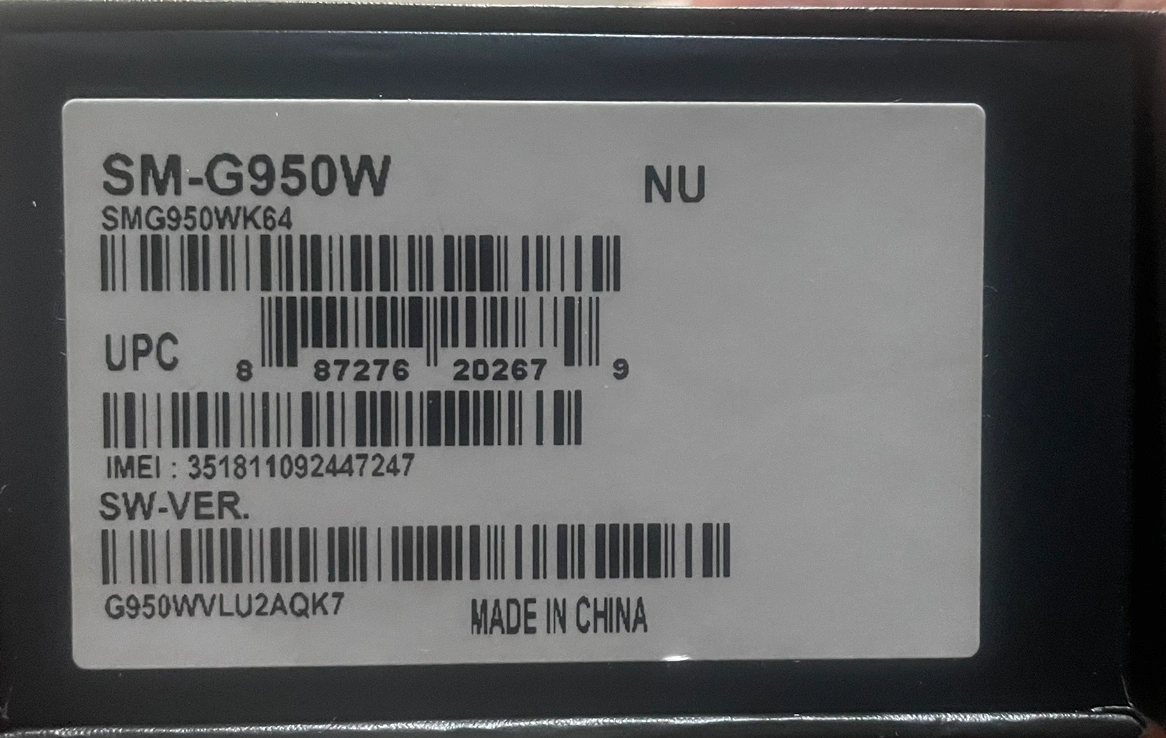 SM-G950W
NU
SMG950WK64
UPC
8 87276 20267 9
IMEI : 351811092447247
SW-VER.
G950WVLU2AQK7
MADE IN CHINA